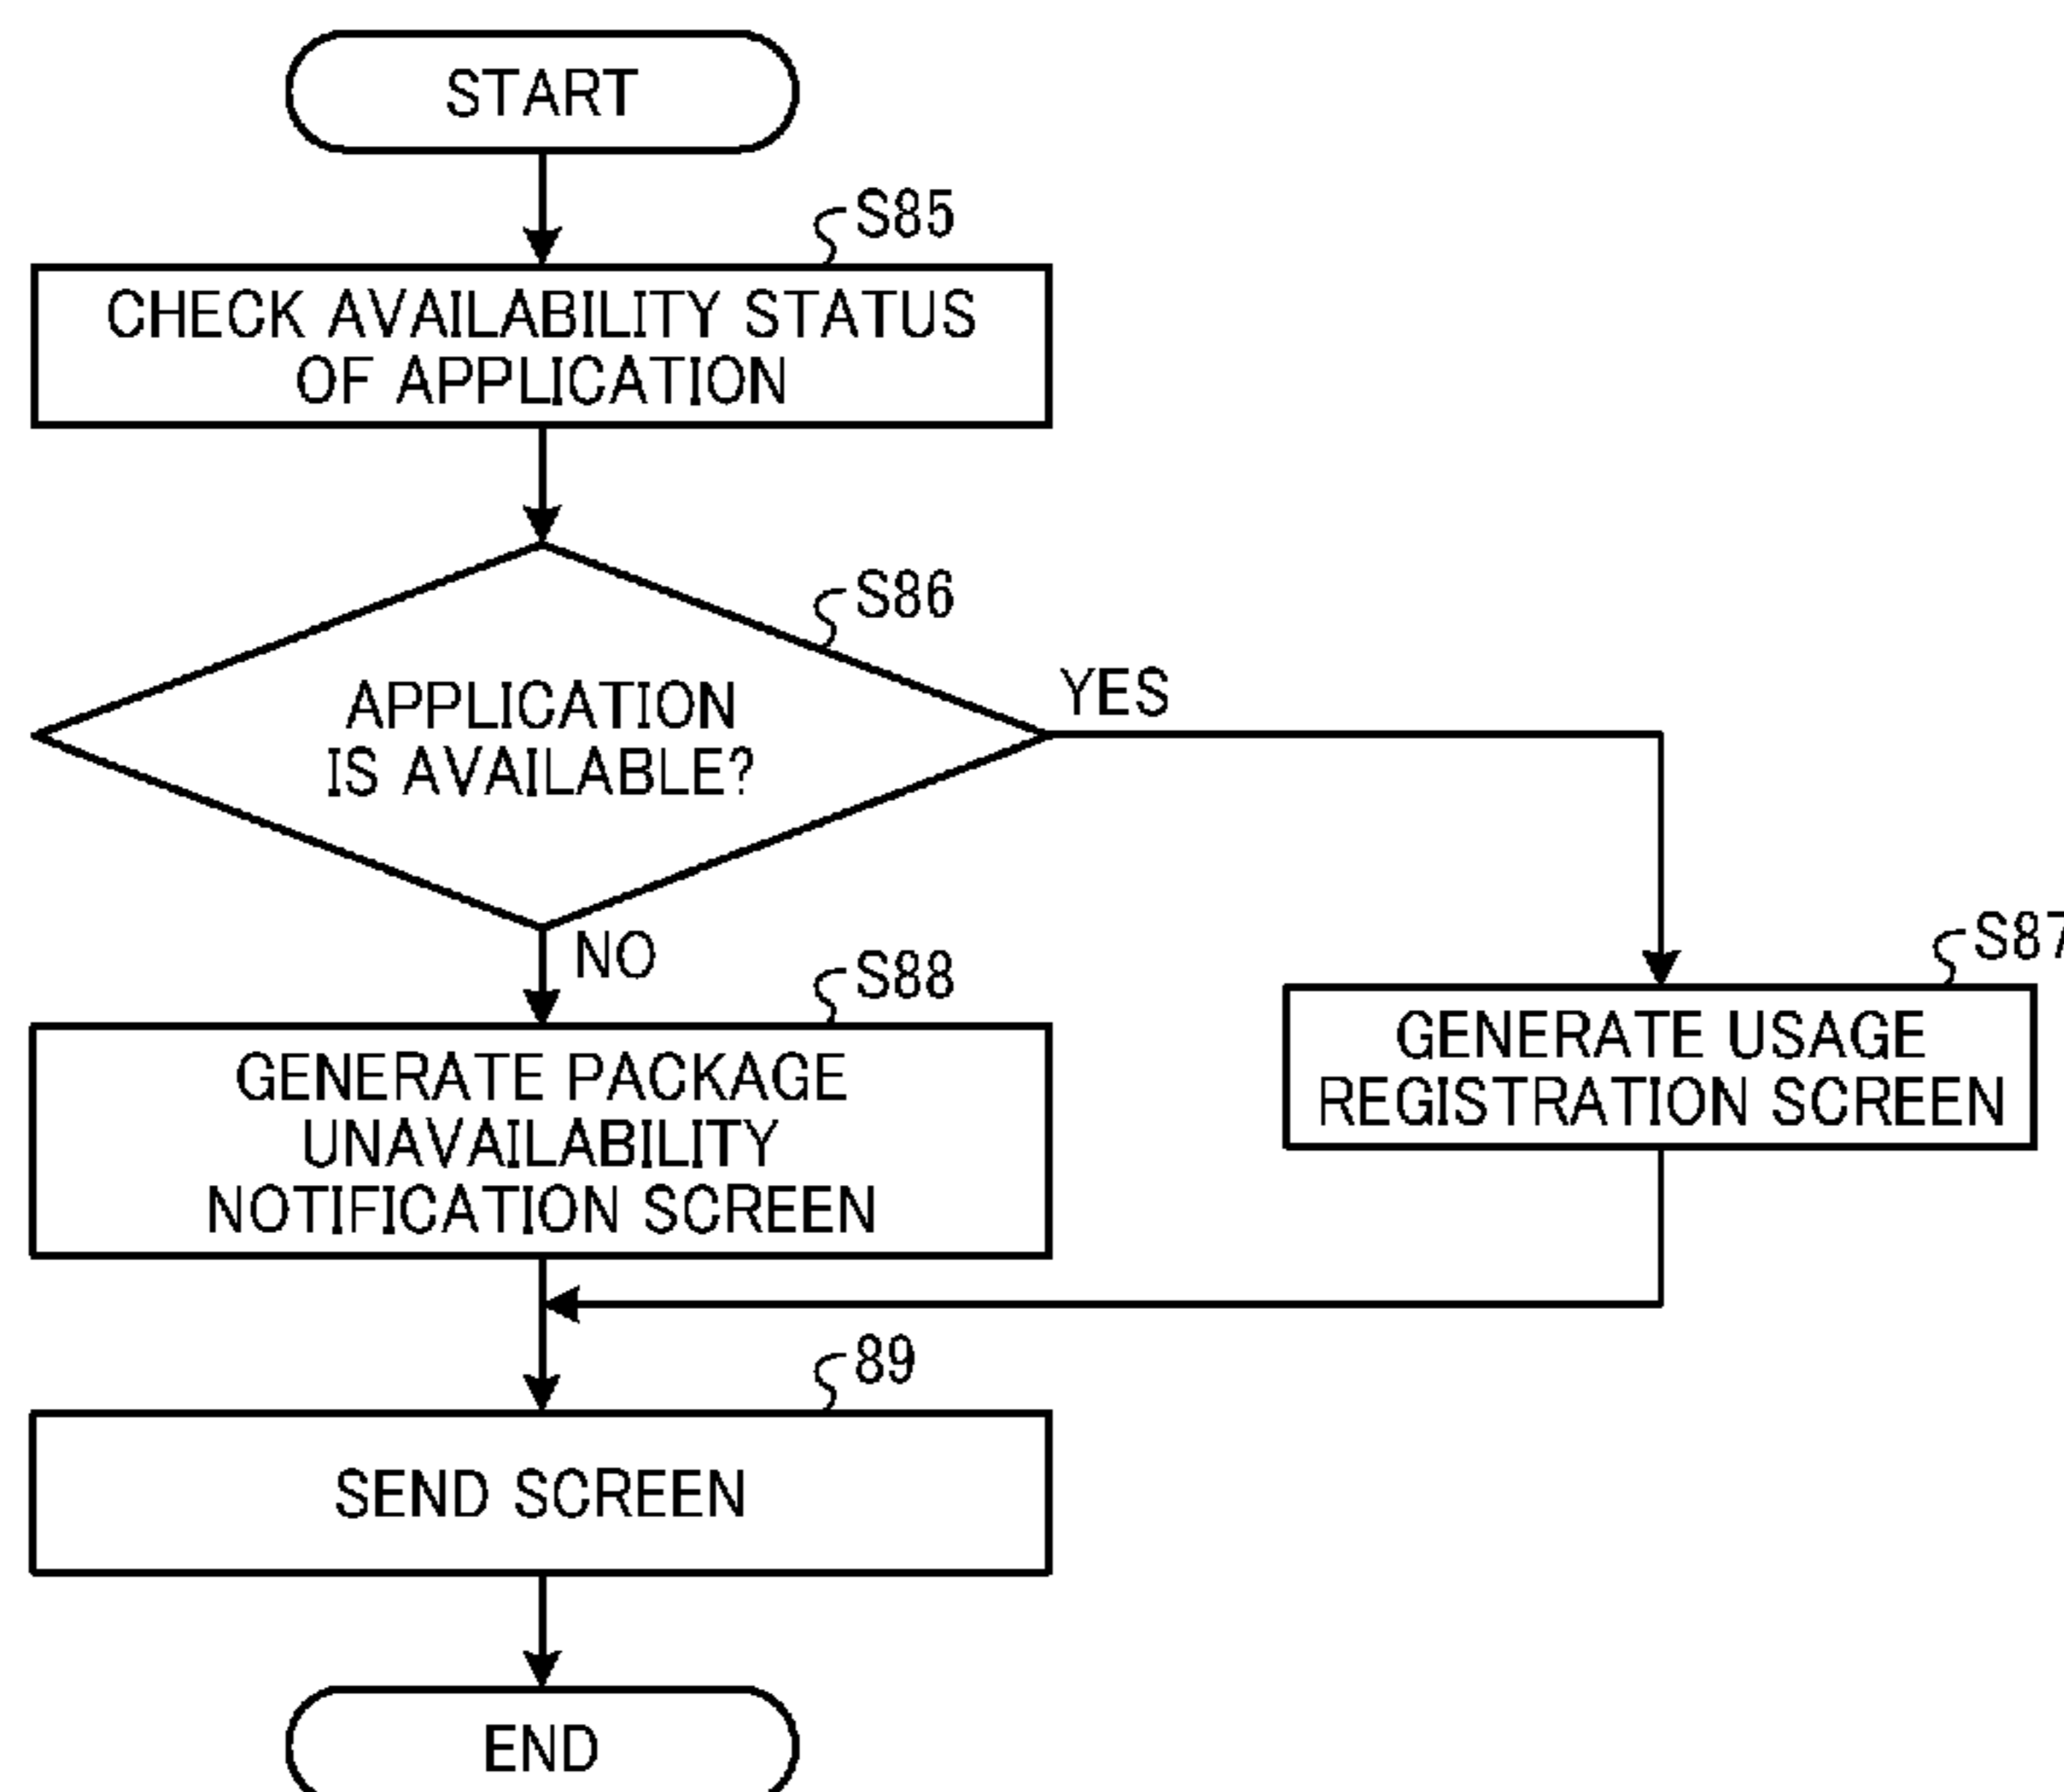 START
S85
CHECK AVAILABILITY STATUS
OF APPLICATION
S86
APPLICATION
IS AVAILABLE?
YES
NO
S88
GENERATE PACKAGE
UNAVAILABILITY
NOTIFICATION SCREEN
S87
GENERATE USAGE
REGISTRATION SCREEN
89
SEND SCREEN
END